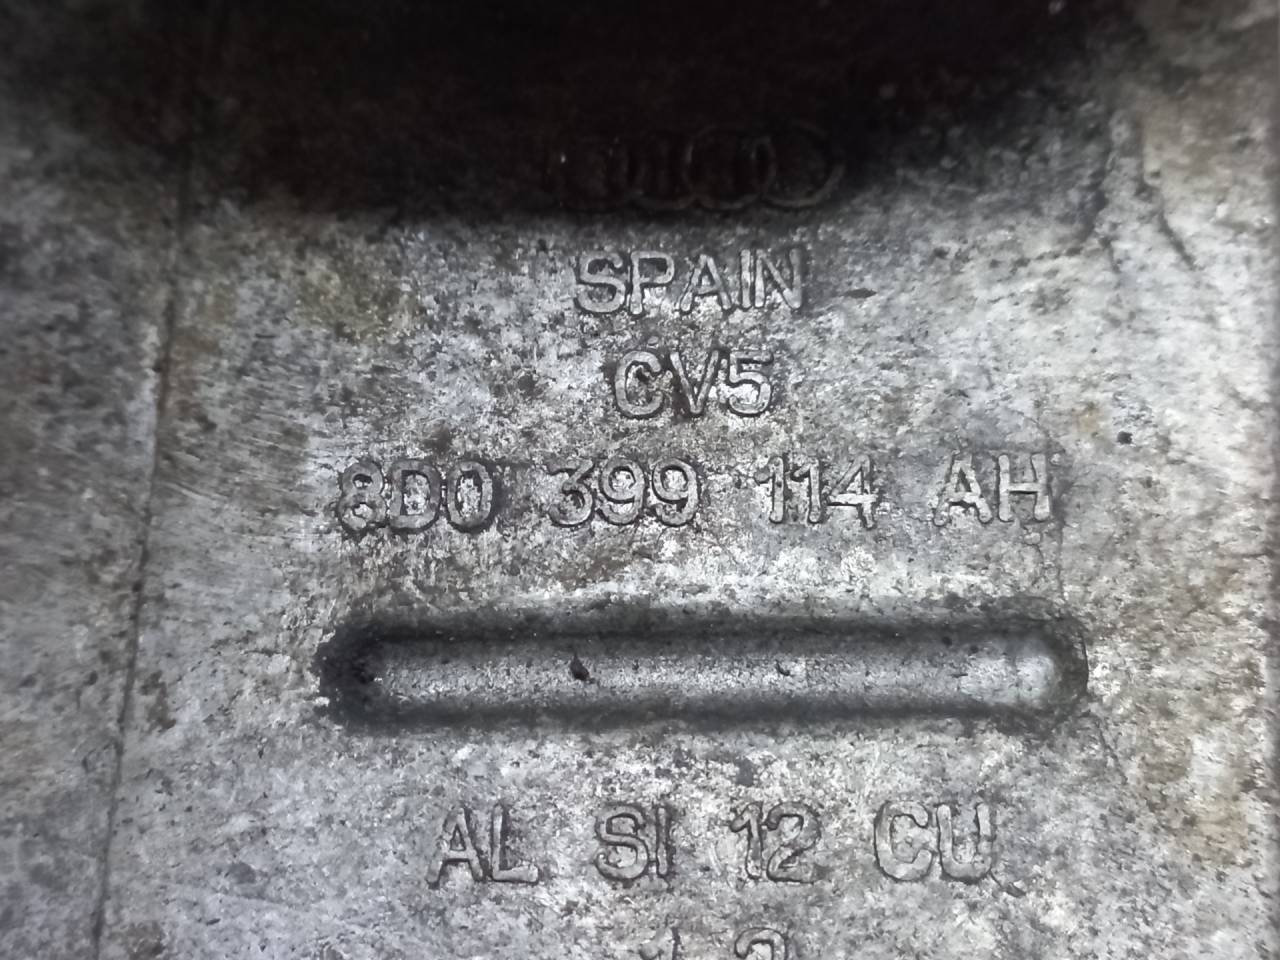 SPAIN
CV5
8D0 399 114 AH
AL SI 12 CU